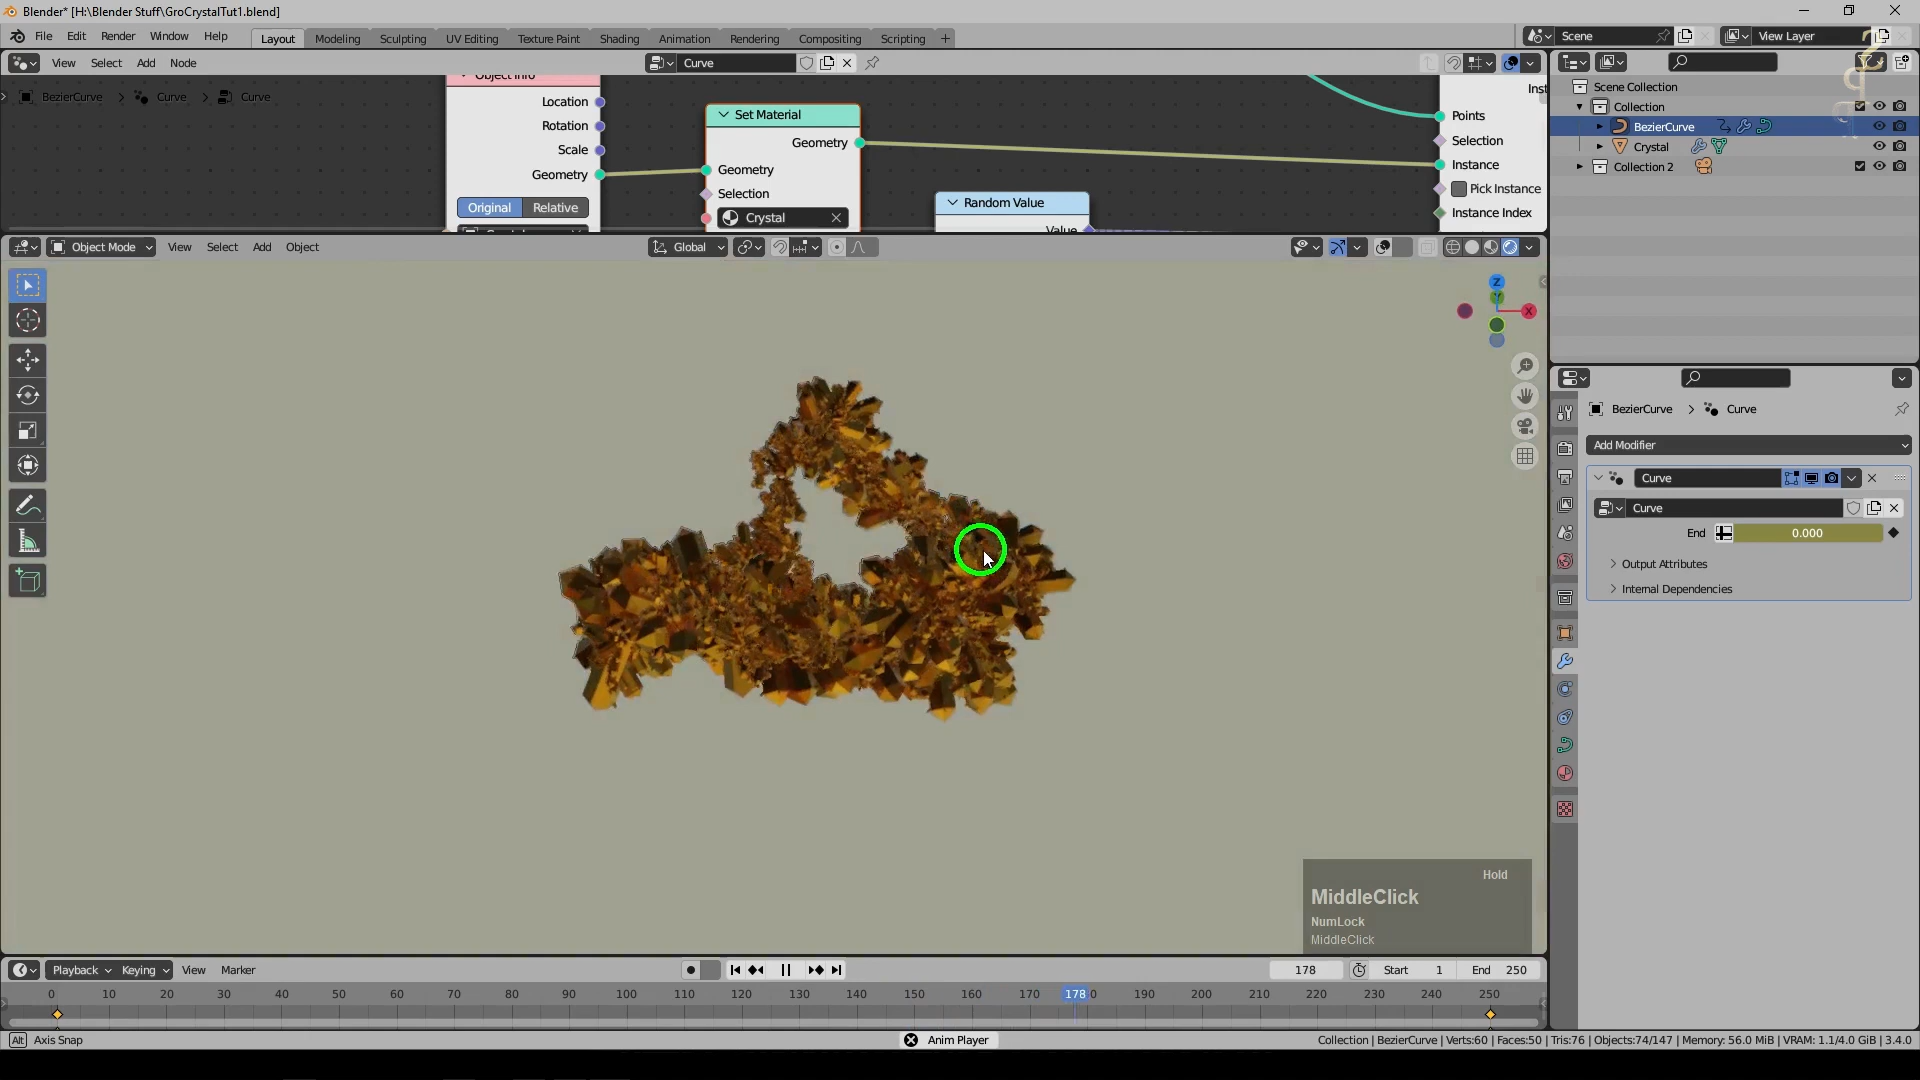 Blender* [H:\Blender Stuff\GroCrystalTut1.blend]
File Edit Render Window Help Layout Modeling Sculpting UV Editing Texture Paint Shading Animation Rendering Compositing Scripting + Scene View Layer
View Select Add Node Curve
BezierCurve > Curve > Curve
Object Info
Location
Rotation
Scale
Geometry
Original Relative
Set Material
Geometry
Geometry
Selection
Crystal
Random Value
Value
Inst
Points
Selection
Instance
Pick Instance
Instance Index
Scene Collection
Collection
BezierCurve
Crystal
Collection 2
Object Mode View Select Add Object Global
Z
Y
X
BezierCurve > Curve
Add Modifier
Curve
Curve
End 0.000
Output Attributes
Internal Dependencies
Hold
MiddleClick
NumLock
MiddleClick
Playback Keying View Marker 178 Start 1 End 250
0 10 20 30 40 50 60 70 80 90 100 110 120 130 140 150 160 170 178 0 190 200 210 220 230 240 250
Alt Axis Snap Anim Player Collection | BezierCurve | Verts:60 | Faces:50 | Tris:76 | Objects:74/147 | Memory: 56.0 MiB | VRAM: 1.1/4.0 GiB | 3.4.0